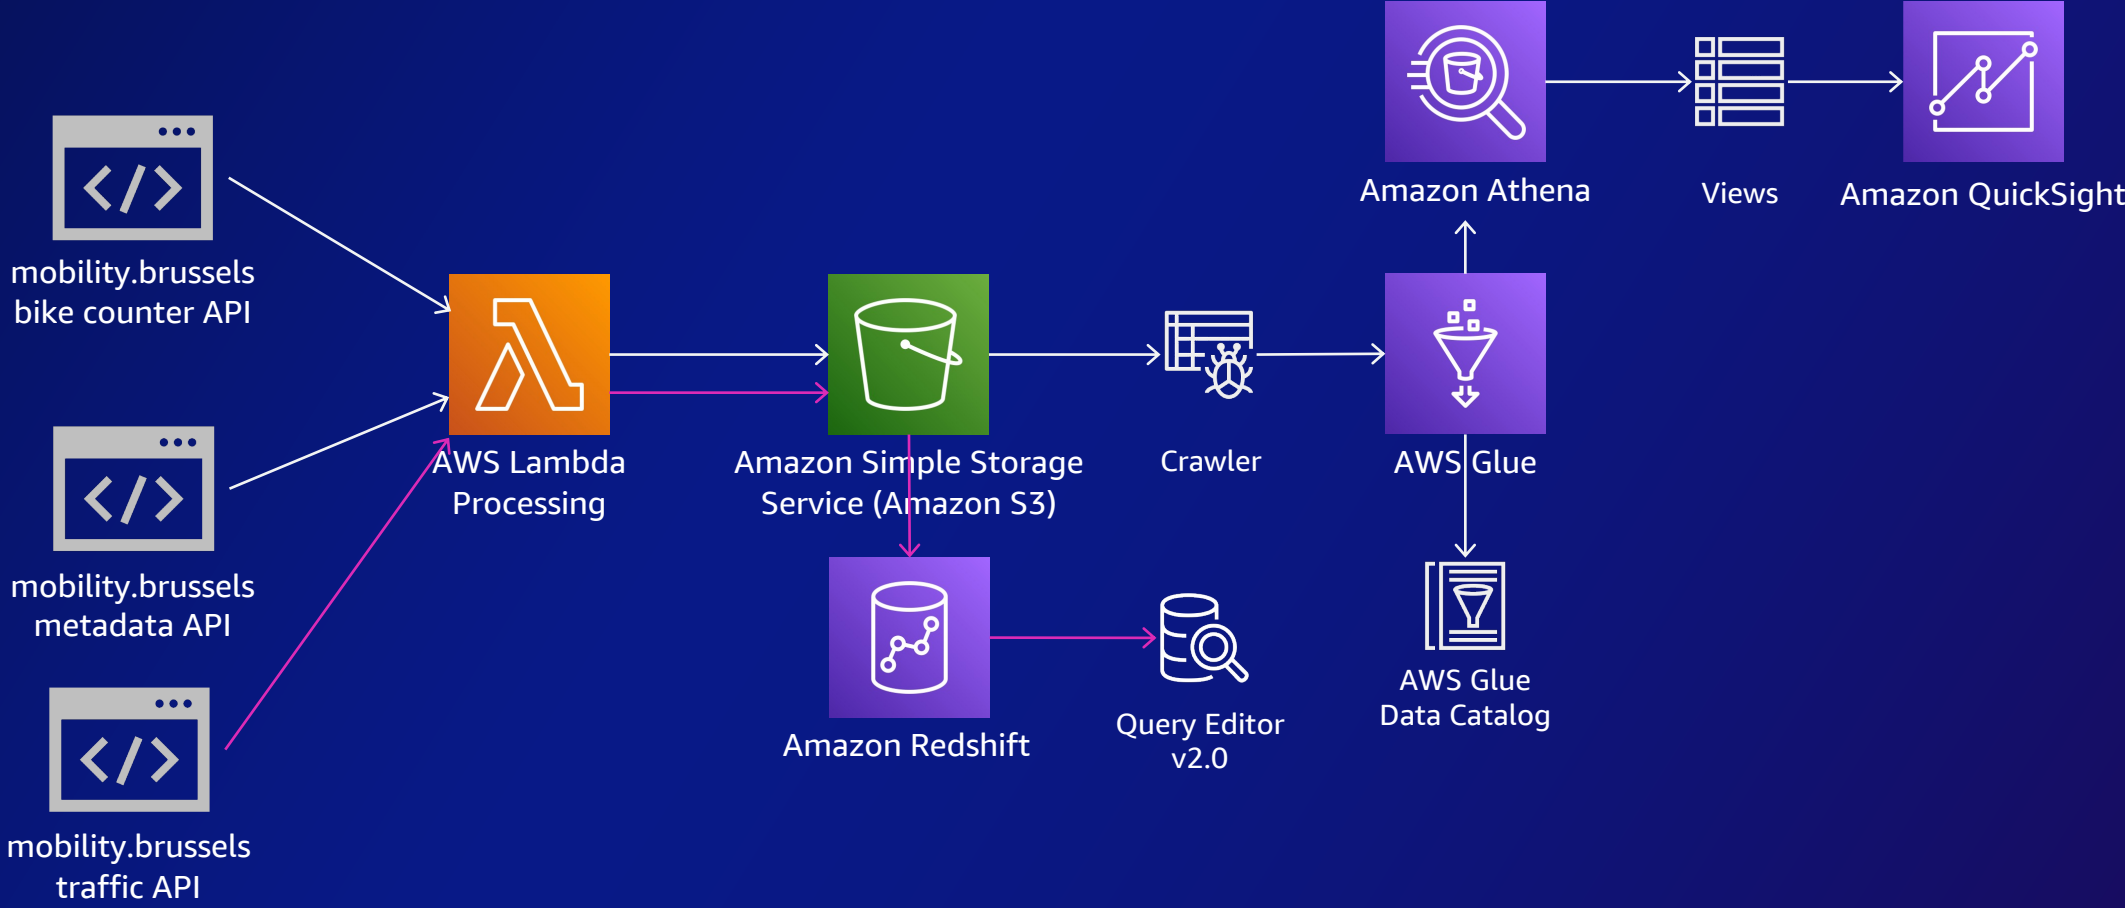 Amazon Athena
Views
Amazon QuickSight
mobility.brussels
bike counter API
AWS Lambda
Processing
Amazon Simple Storage
Service (Amazon S3)
Crawler
AWS Glue
mobility.brussels
metadata API
Amazon Redshift
Query Editor
v2.0
AWS Glue
Data Catalog
mobility.brussels
traffic API